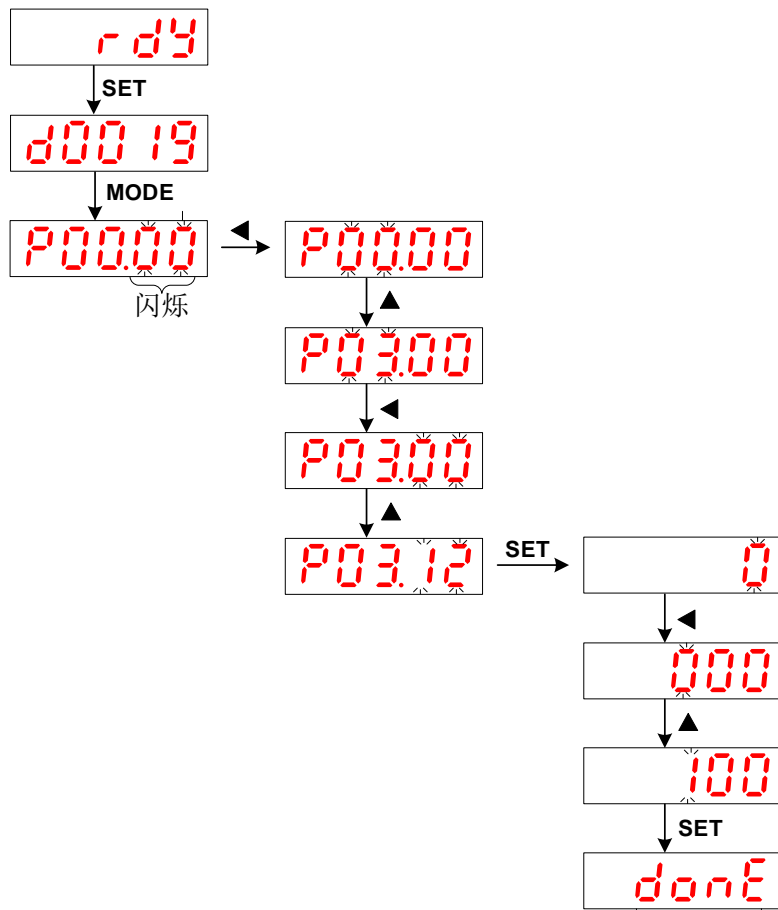 rdy
SET
d0019
MODE
P00.00
闪烁
P00.00
P03.00
P03.00
P03.12
SET
0
000
100
SET
donE